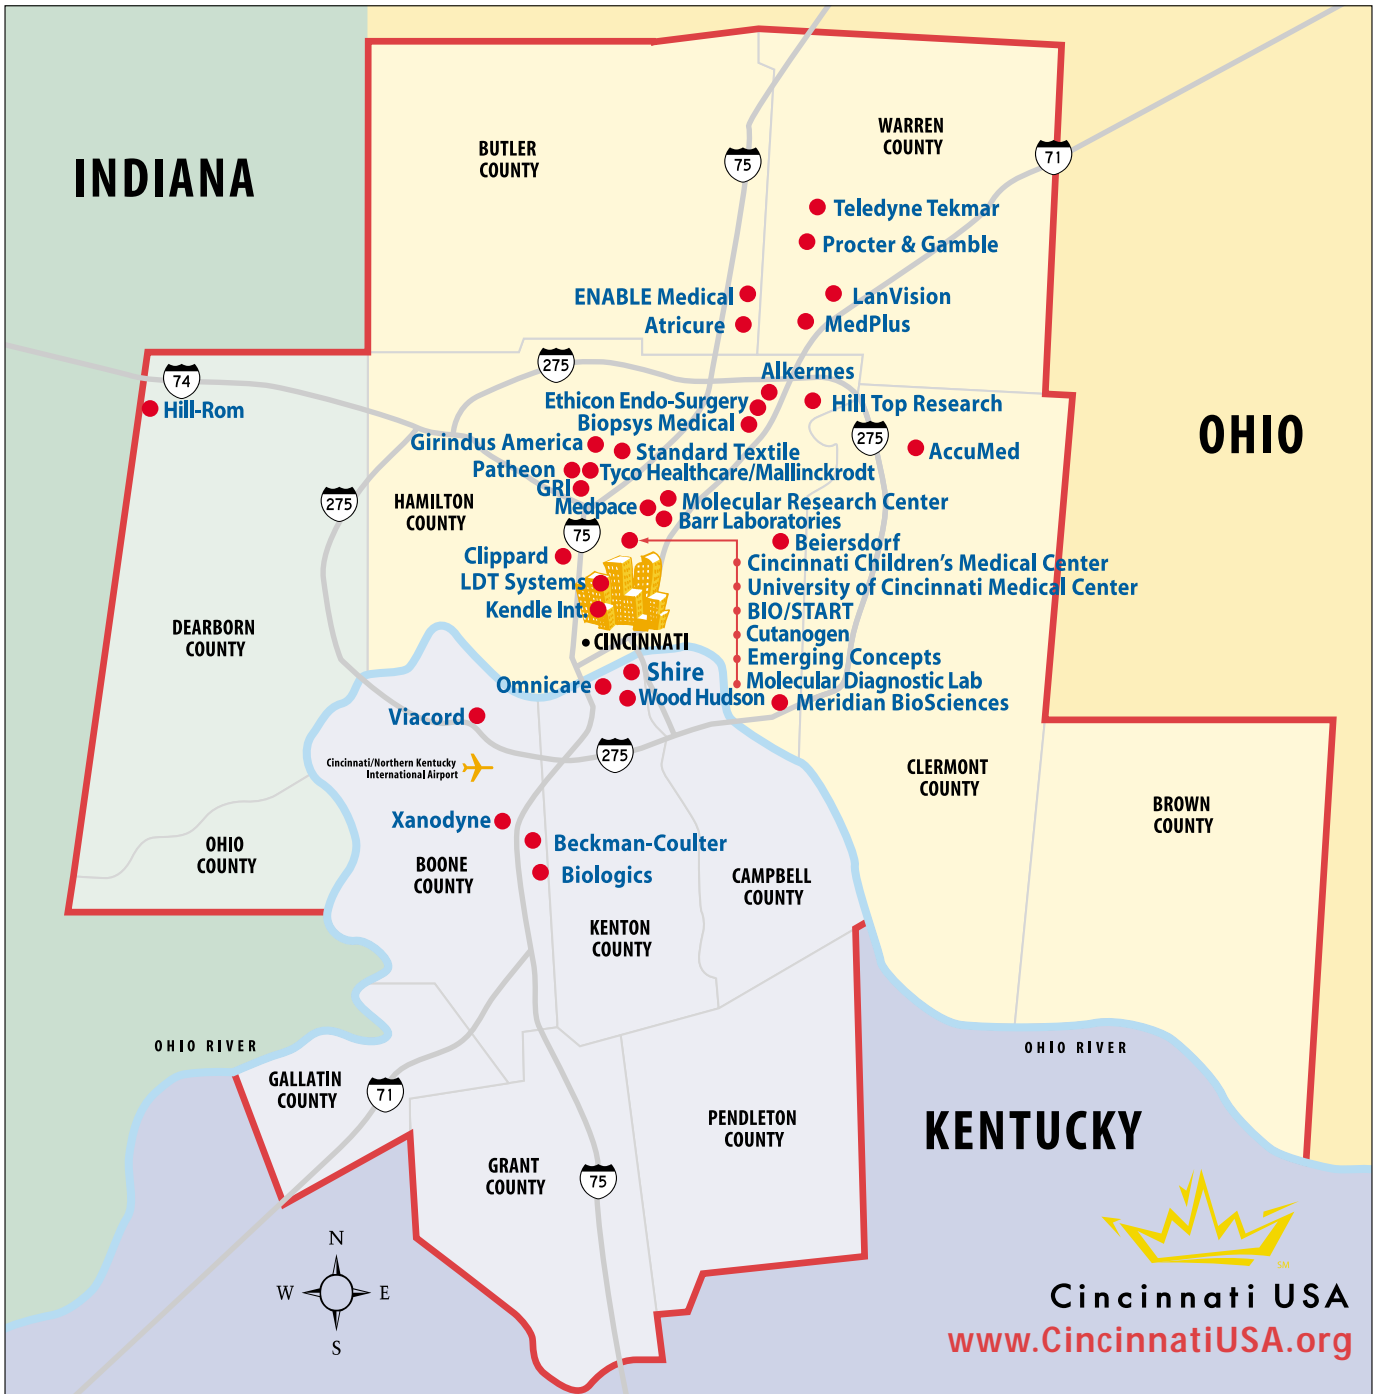 BUTLER
COUNTY
WARREN
COUNTY
75
71
INDIANA
Teledyne Tekmar
Procter & Gamble
ENABLE Medical
LanVision
Atricure
MedPlus
275
74
Alkermes
Hill-Rom
Ethicon Endo-Surgery
Hill Top Research
Biopsys Medical
OHIO
275
Girindus America
Standard Textile
AccuMed
Patheon
Tyco Healthcare/Mallinckrodt
GRI
275
HAMILTON
COUNTY
Medpace
Molecular Research Center
Barr Laboratories
75
Beiersdorf
Clippard
Cincinnati Children's Medical Center
LDT Systems
University of Cincinnati Medical Center
Kendle Int.
BIO/START
DEARBORN
COUNTY
• CINCINNATI
Cutanogen
Emerging Concepts
Shire
Molecular Diagnostic Lab
Omnicare
Wood Hudson
Meridian BioSciences
Viacord
275
Cincinnati/Northern Kentucky
International Airport
CLERMONT
COUNTY
BROWN
COUNTY
Xanodyne
Beckman-Coulter
OHIO
COUNTY
BOONE
COUNTY
Biologics
CAMPBELL
COUNTY
KENTON
COUNTY
OHIO RIVER
OHIO RIVER
GALLATIN
COUNTY
71
PENDLETON
COUNTY
KENTUCKY
GRANT
COUNTY
75
N
W
E
S
SM
Cincinnati USA
www.CincinnatiUSA.org